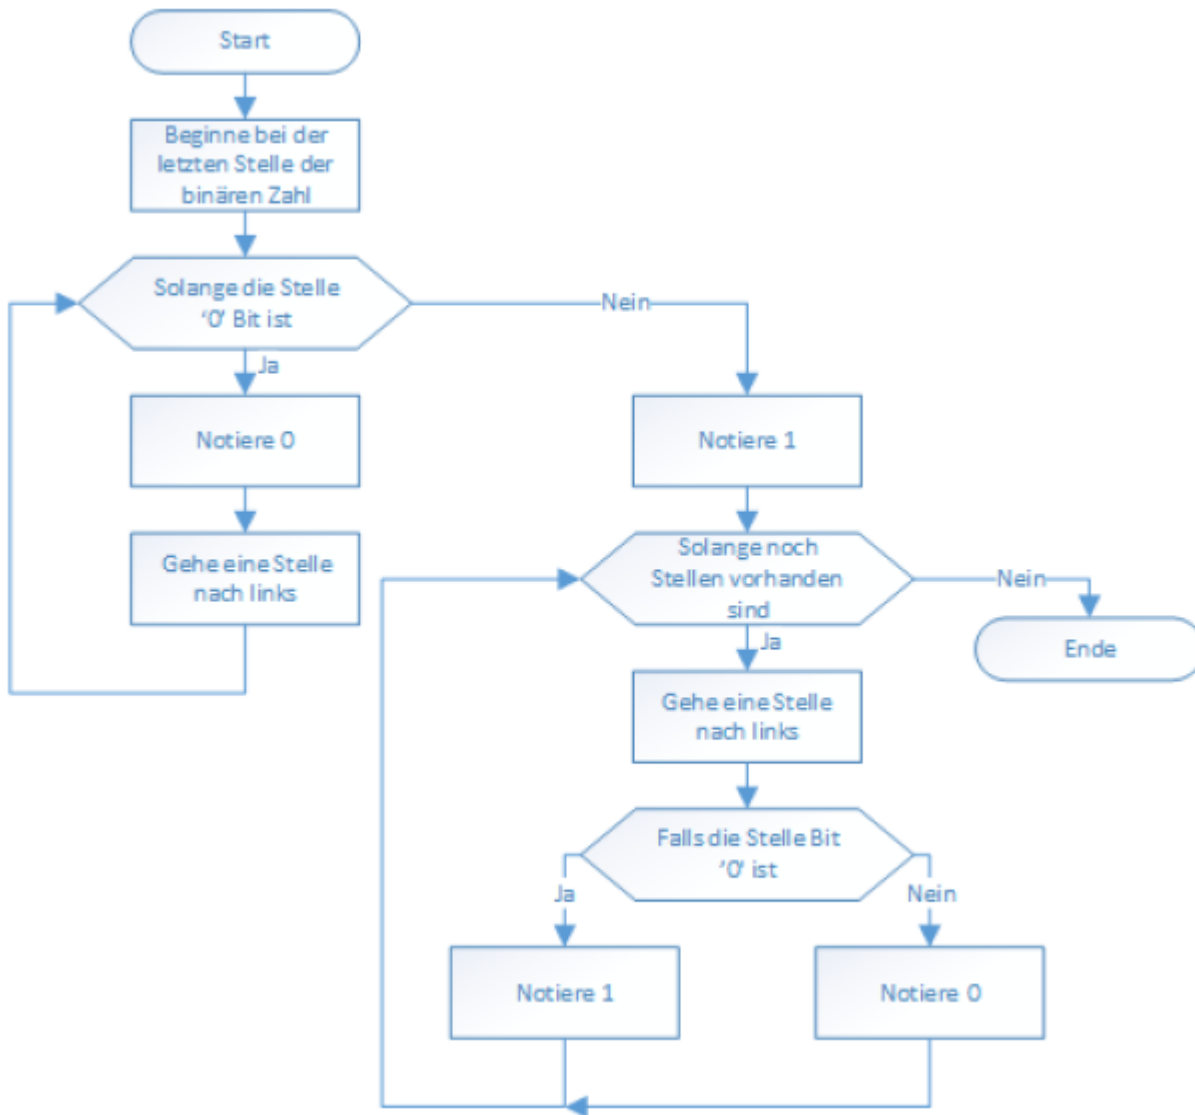 Start
Beginne bei der
letzten Stelle der
binären Zahl
Solange die Stelle
'0' Bit ist
Nein
Ja
Notiere 0
Gehe eine Stelle
nach links
Notiere 1
Solange noch
Stellen vorhanden
sind
Nein
Ende
Ja
Gehe eine Stelle
nach links
Falls die Stelle Bit
'0' ist
Ja
Nein
Notiere 1
Notiere 0